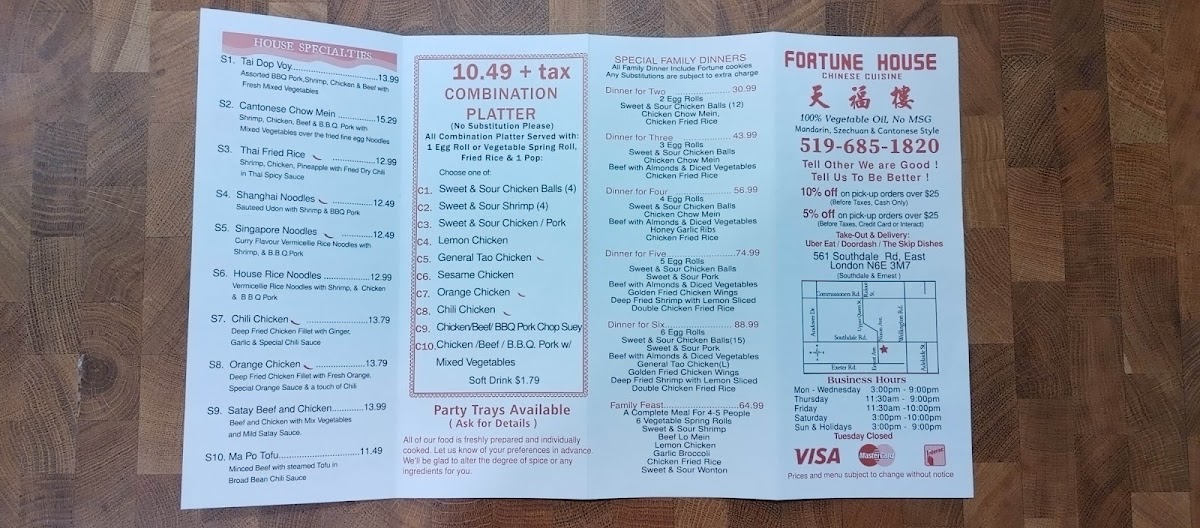 HOUSE SPECIALTIES
S1. Tai Dop Voy..........................13.99
Assorted BBQ Pork,Shrimp, Chicken & Beef with
Fresh Mixed Vegetables
S2. Cantonese Chow Mein ..............15.29
Shrimp, Chicken, Beef & B.B.Q. Pork with
Mixed Vegetables over the fried fine egg Noodles
S3. Thai Fried Rice ..............12.99
Shrimp, Chicken, Pineapple with Fried Dry Chili
in Thai Spicy Sauce
S4. Shanghai Noodles ..............12.49
Sauteed Udon with Shrimp & BBQ Pork
S5. Singapore Noodles ..............12.49
Curry Flavour Vermicellie Rice Noodles with
Shrimp, & B.B.Q.Pork
S6. House Rice Noodles ..................12.99
Vermicellie Rice Noodles with Shrimp, & Chicken
& B B Q Pork
S7. Chili Chicken .......................13.79
Deep Fried Chicken Fillet with Ginger,
Garlic & Special Chili Sauce
S8. Orange Chicken ....................13.79
Deep Fried Chicken Fillet with Fresh Orange,
Special Orange Sauce & a touch of Chili
S9. Satay Beef and Chicken............13.99
Beef and Chicken with Mix Vegetables
and Mild Satay Sauce.
S10. Ma Po Tofu..........................11.49
Minced Beef with steamed Tofu in
Broad Bean Chili Sauce
10.49 + tax
COMBINATION
PLATTER
(No Substitution Please)
All Combination Platter Served with:
1 Egg Roll or Vegetable Spring Roll,
Fried Rice & 1 Pop:
Choose one of:
C1. Sweet & Sour Chicken Balls (4)
C2. Sweet & Sour Shrimp (4)
C3. Sweet & Sour Chicken / Pork
C4. Lemon Chicken
C5. General Tao Chicken
C6. Sesame Chicken
C7. Orange Chicken
C8. Chili Chicken
C9. Chicken/Beef/ BBQ Pork Chop Suey
C10. Chicken /Beef / B.B.Q. Pork w/
Mixed Vegetables
Soft Drink $1.79
Party Trays Available
( Ask for Details )
All of our food is freshly prepared and individually
cooked. Let us know of your preferences in advance.
We'll be glad to alter the degree of spice or any
ingredients for you.
SPECIAL FAMILY DINNERS
All Family Dinner Include Fortune cookies
Any Substitutions are subject to extra charge
Dinner for Two .................... 30.99
2 Egg Rolls
Sweet & Sour Chicken Balls (12)
Chicken Chow Mein,
Chicken Fried Rice
Dinner for Three .................. 43.99
3 Egg Rolls
Sweet & Sour Chicken Balls
Chicken Chow Mein
Beef with Almonds & Diced Vegetables
Chicken Fried Rice
Dinner for Four .................... 56.99
4 Egg Rolls
Sweet & Sour Chicken Balls
Chicken Chow Mein
Beef with Almonds & Diced Vegetables
Honey Garlic Ribs
Chicken Fried Rice
Dinner for Five.....................74.99
5 Egg Rolls
Sweet & Sour Chicken Balls
Sweet & Sour Pork
Beef with Almonds & Diced Vegetables
Golden Fried Chicken Wings
Deep Fried Shrimp with Lemon Sliced
Double Chicken Fried Rice
Dinner for Six...................... 88.99
6 Egg Rolls
Sweet & Sour Chicken Balls(15)
Sweet & Sour Pork
Beef with Almonds & Diced Vegetables
General Tao Chicken(L)
Golden Fried Chicken Wings
Deep Fried Shrimp with Lemon Sliced
Double Chicken Fried Rice
Family Feast......................64.99
A Complete Meal For 4-5 People
6 Vegetable Spring Rolls
Sweet & Sour Shrimp
Beef Lo Mein
Lemon Chicken
Garlic Broccoli
Chicken Fried Rice
Sweet & Sour Wonton
FORTUNE HOUSE
CHINESE CUISINE
天福樓
100% Vegetable Oil, No MSG
Mandarin, Szechuan & Cantonese Style
519-685-1820
Tell Other We are Good !
Tell Us To Be Better !
10% off on pick-up orders over $25
(Before Taxes, Cash Only)
5% off on pick-up orders over $25
(Before Taxes, Credit Card or Interact)
Take-Out & Delivery:
Uber Eat / Doordash / The Skip Dishes
561 Southdale Rd, East
London N6E 3M7
(Southdale & Ernest )
Commissioners Rd.
Andover Dr
Southdale Rd.
Ernest Ave.
Wellington Rd.
Adelaide St
Exeter Rd.
Business Hours
Mon - Wednesday 3:00pm - 9:00pm
Thursday 11:30am - 9:00pm
Friday 11:30am -10:00pm
Saturday 3:00pm -10:00pm
Sun & Holidays 3:00pm - 9:00pm
Tuesday Closed
VISA MasterCard Interac
Prices and menu subject to change without notice